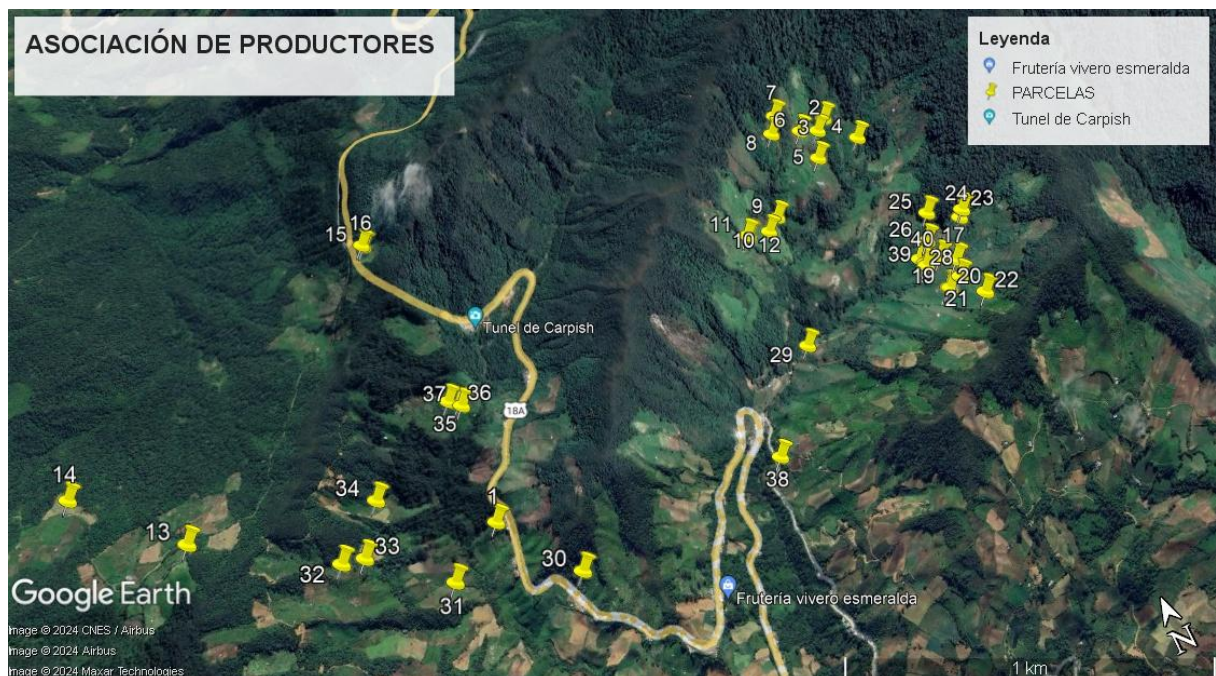 ASOCIACIÓN DE PRODUCTORES
Leyenda
Frutería vivero esmeralda
PARCELAS
Tunel de Carpish
7
2
6
3
4
8
5
25
24
23
9
11
10
12
26
40
17
39
28
19
20
22
21
16
15
Tunel de Carpish
29
37
36
35
18A
38
14
34
1
13
33
32
30
31
Frutería vivero esmeralda
Google Earth
Image © 2024 CNES / Airbus
Image © 2024 Airbus
Image © 2024 Maxar Technologies
N
1 km